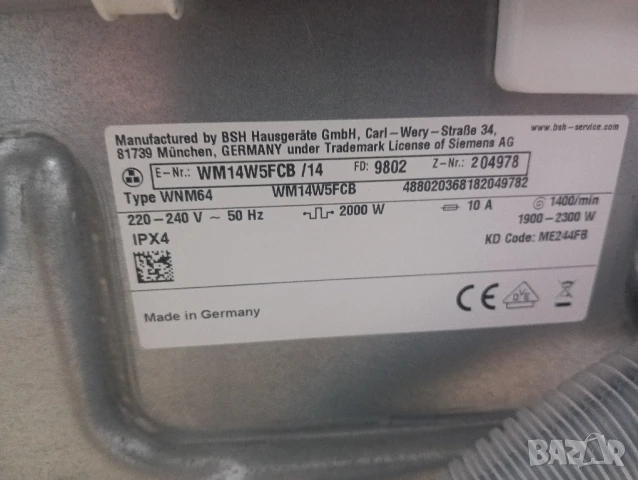 Manufactured by BSH Hausgeräte GmbH, Carl-Wery-Straße 34, www.bsh-service.com
81739 München, GERMANY under Trademark License of Siemens AG
E-Nr.: WM14W5FCB /14 FD: 9802 Z-Nr.: 204978
Type WNM64 WM14W5FCB 488020368182049782
220-240 V ~ 50 Hz 2000 W 10 A 1400/min
1900-2300 W
IPX4 KD Code: ME244FB
CE DVE
Made in Germany
BAZAR